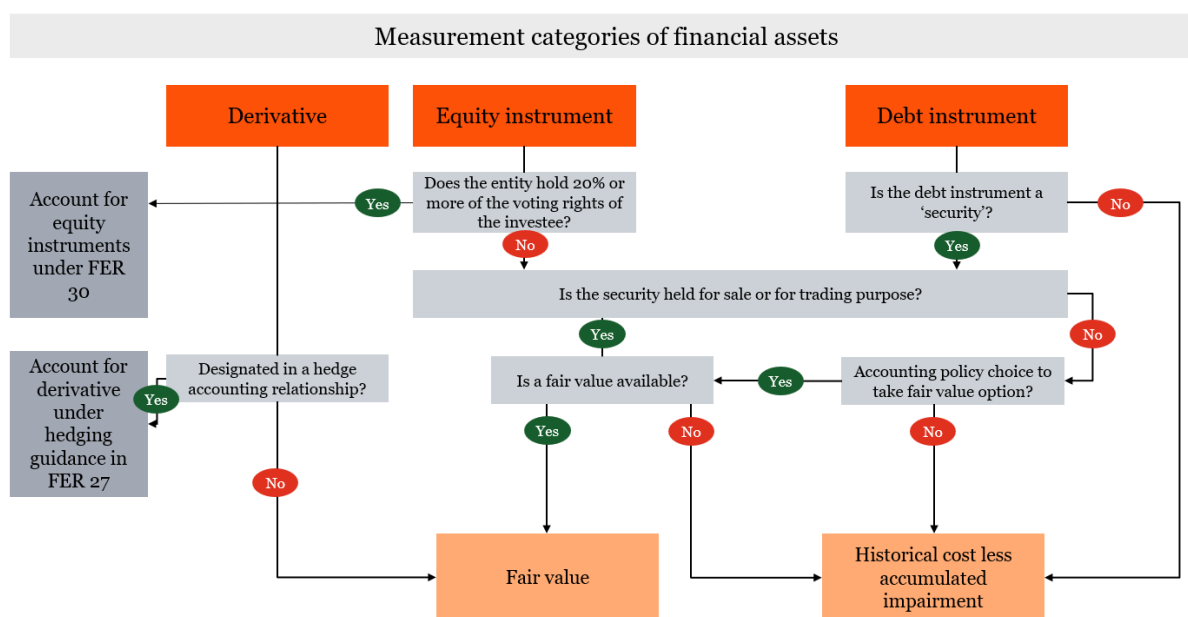 Measurement categories of financial assets
Derivative
Equity instrument
Debt instrument
Account for
equity
instruments
under FER
30
Yes
Does the entity hold 20% or
more of the voting rights of
the investee?
No
Is the debt instrument a
‘security’?
No
Yes
Is the security held for sale or for trading purpose?
Yes
No
Account for
derivative
under
hedging
guidance in
FER 27
Yes
Designated in a hedge
accounting relationship?
Is a fair value available?
Yes
Accounting policy choice to
take fair value option?
Yes
No
No
No
Fair value
Historical cost less
accumulated
impairment